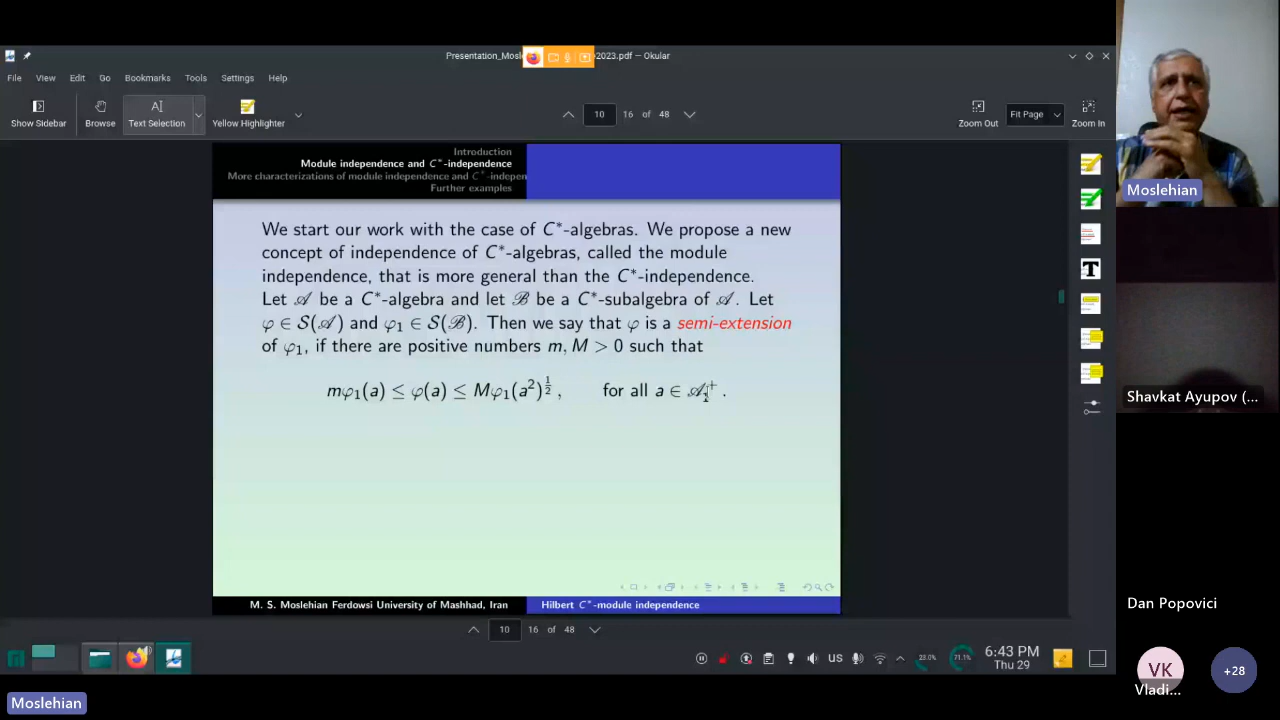 Presentation_Mosl
2023.pdf — Okular
File View Edit Go Bookmarks Tools Settings Help
Show Sidebar Browse Text Selection Yellow Highlighter
10 16 of 48
Zoom Out Fit Page Zoom In
Introduction
Module independence and C*-independence
More characterizations of module independence and C*-indepen
Further examples
We start our work with the case of C*-algebras. We propose a new
concept of independence of C*-algebras, called the module
independence, that is more general than the C*-independence.
Let 𝒜 be a C*-algebra and let ℬ be a C*-subalgebra of 𝒜. Let
φ ∈ S(𝒜) and φ₁ ∈ S(ℬ). Then we say that φ is a semi-extension
of φ₁, if there are positive numbers m, M > 0 such that
mφ₁(a) ≤ φ(a) ≤ Mφ₁(a²)^½ , for all a ∈ 𝒜₁⁺ .
M. S. Moslehian Ferdowsi University of Mashhad, Iran Hilbert C*-module independence
10 16 of 48
US 23.0% 71.1% 6:43 PM
Thu 29
Moslehian
Moslehian
Shavkat Ayupov (...
Dan Popovici
VK
Vladi...
+28